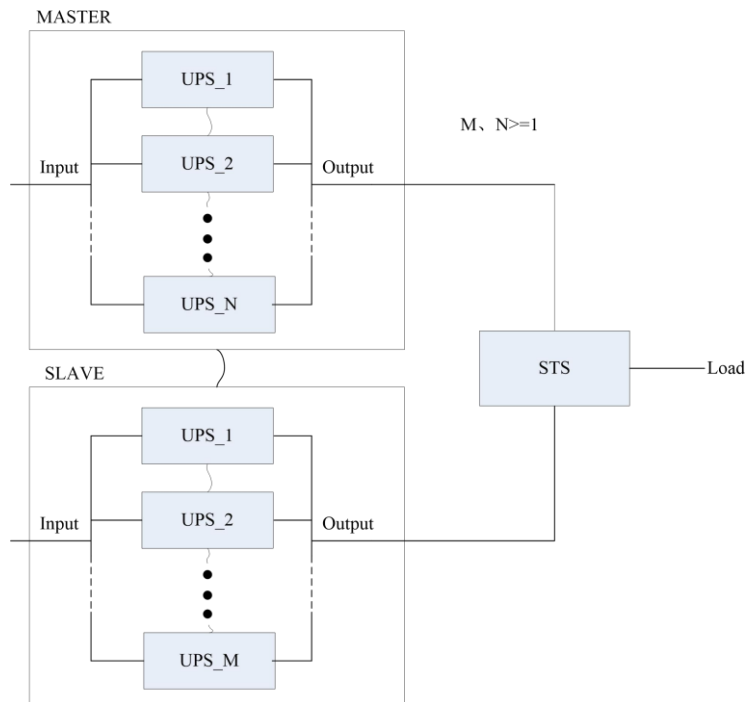 MASTER
UPS_1
M、N>=1
UPS_2
Input
Output
UPS_N
STS
Load
SLAVE
UPS_1
UPS_2
Input
Output
UPS_M